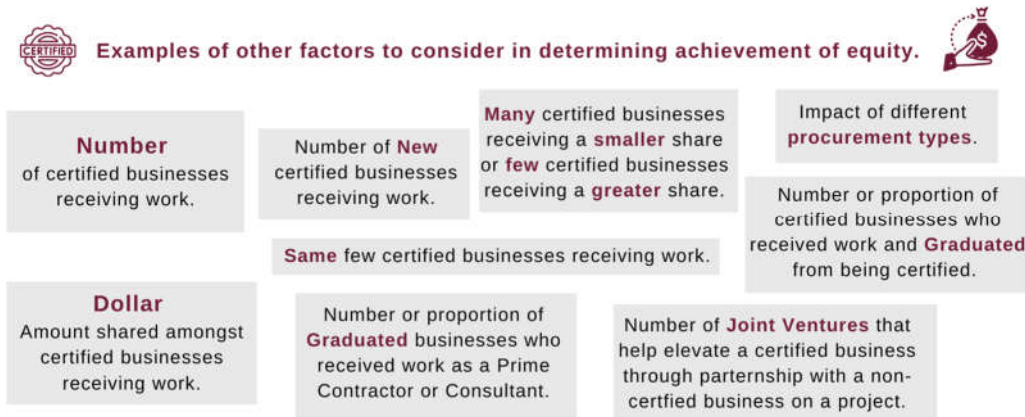 CERTIFIED
Examples of other factors to consider in determining achievement of equity.
Number
of certified businesses
receiving work.
Number of New
certified businesses
receiving work.
Many certified businesses
receiving a smaller share
or few certified businesses
receiving a greater share.
Impact of different
procurement types.
Number or proportion of
certified businesses who
received work and Graduated
from being certified.
Same few certified businesses receiving work.
Dollar
Amount shared amongst
certified businesses
receiving work.
Number or proportion of
Graduated businesses who
received work as a Prime
Contractor or Consultant.
Number of Joint Ventures that
help elevate a certified business
through parternship with a non-
certfied business on a project.